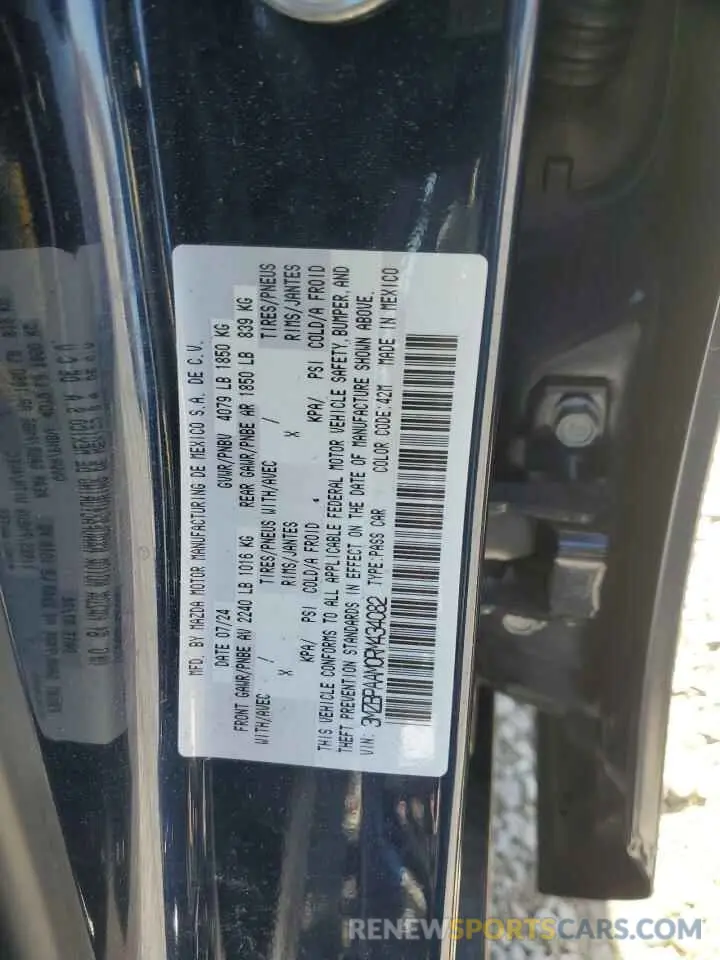 MFD. BY MAZDA MOTOR MANUFACTURING DE MEXICO S.A. DE C.V.
DATE 07/24 GVWR/PNBV 4079 LB 1850 KG
FRONT GAWR/PNBE AV 2240 LB 1016 KG REAR GAWR/PNBE AR 1850 LB 839 KG
WITH/AVEC / TIRES/PNEUS WITH/AVEC / TIRES/PNEUS
X RIMS/JANTES X RIMS/JANTES
KPA/ PSI COLD/A FROID KPA/ PSI COLD/A FROID
THIS VEHICLE CONFORMS TO ALL APPLICABLE FEDERAL MOTOR VEHICLE SAFETY, BUMPER, AND
THEFT PREVENTION STANDARDS IN EFFECT ON THE DATE OF MANUFACTURE SHOWN ABOVE.
VIN: 3MZBPAAM0RM434082 TYPE:PASS CAR COLOR CODE:42M MADE IN MEXICO
RENEWSPORTSCARS.COM